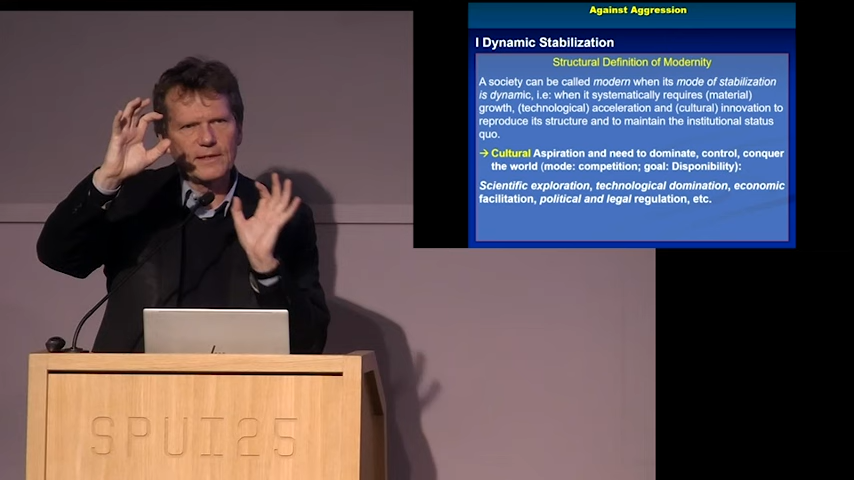 Against Aggression
I Dynamic Stabilization
Structural Definition of Modernity
A society can be called modern when its mode of stabilization
is dynamic, i.e: when it systematically requires (material)
growth, (technological) acceleration and (cultural) innovation to
reproduce its structure and to maintain the institutional status
quo.
→ Cultural Aspiration and need to dominate, control, conquer
the world (mode: competition; goal: Disponibility):
Scientific exploration, technological domination, economic
facilitation, political and legal regulation, etc.
SPUI25